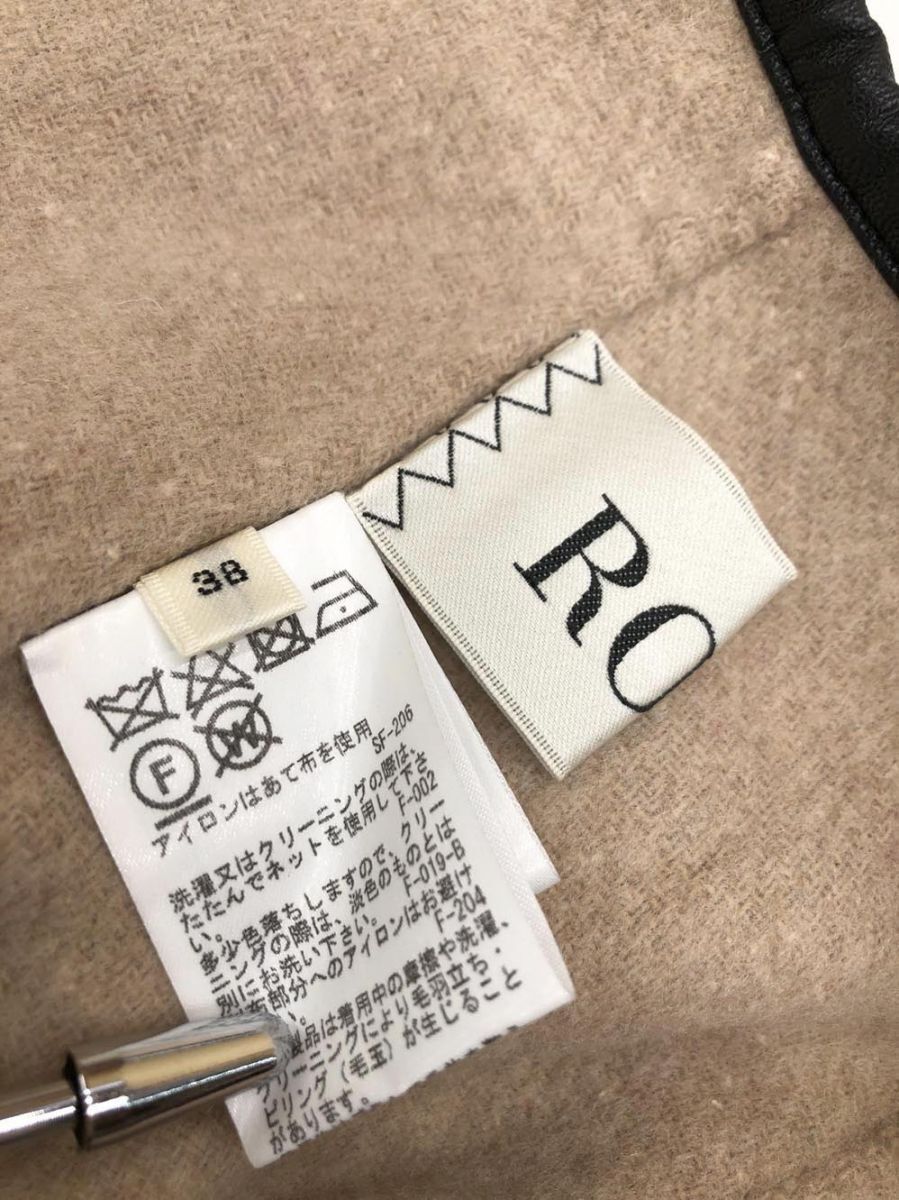 RO
38
F
W
アイロンはあて布を使用
SF-206
洗濯又はクリーニングの際は、
たたんでネットを使用して下さ
い。
F-002
多少色落ちしますので、クリー
ニングの際は、淡色のものとは
別にお洗い下さい。
F-019-B
部分へのアイロンはお避け
い。
F-204
製品は着用中の摩擦や洗濯、
クリーニングにより毛羽立ち・
ピリング（毛玉）が生じること
があります。